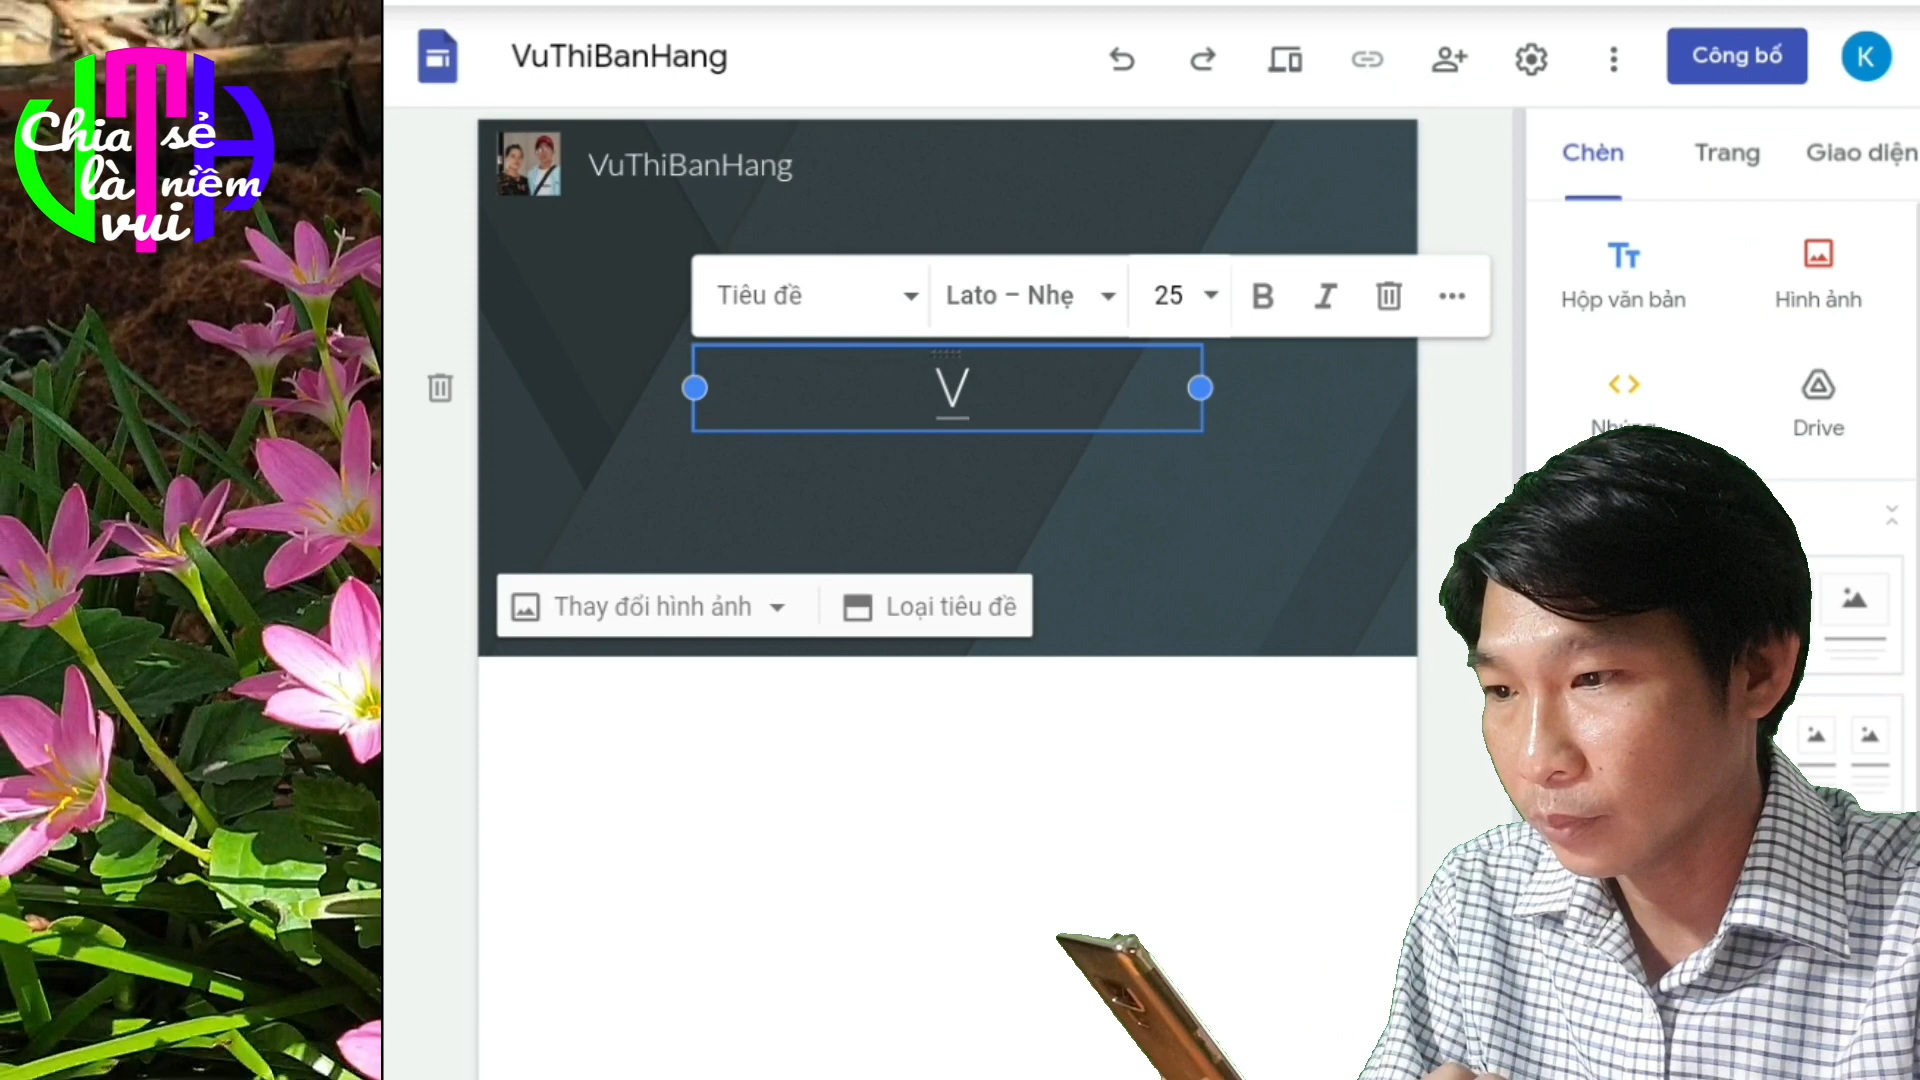 Chia sẻ
là niềm
vui
VuThiBanHang
Công bố
K
VuThiBanHang
Chèn
Trang
Giao diện
Tiêu đề
Lato – Nhẹ
25
B
I
Hộp văn bản
Hình ảnh
V
Drive
Thay đổi hình ảnh
Loại tiêu đề